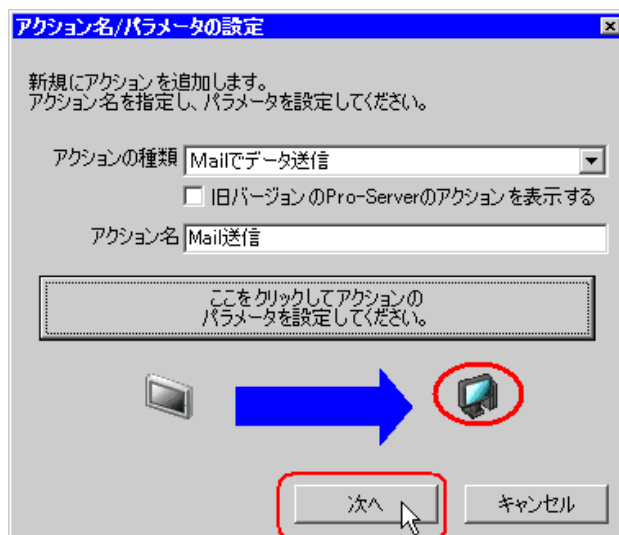 アクション名/パラメータの設定
新規にアクションを追加します。
アクション名を指定し、パラメータを設定してください。
アクションの種類 Mailでデータ送信
旧バージョンのPro-Serverのアクションを表示する
アクション名 Mail送信
ここをクリックしてアクションの
パラメータを設定してください。
次へ キャンセル